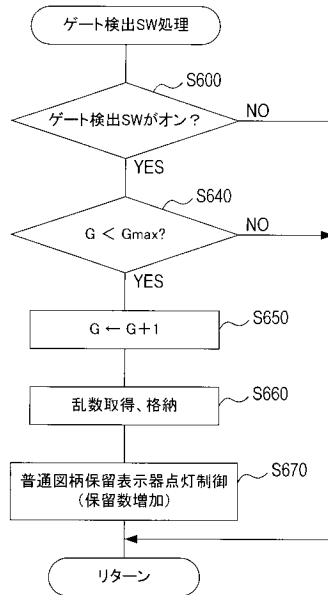 ゲート検出SW処理
S600
ゲート検出SWがオン?
NO
YES
S640
G < Gmax?
NO
YES
S650
G ← G+1
S660
乱数取得、格納
S670
普通図柄保留表示器点灯制御
(保留数増加)
リターン